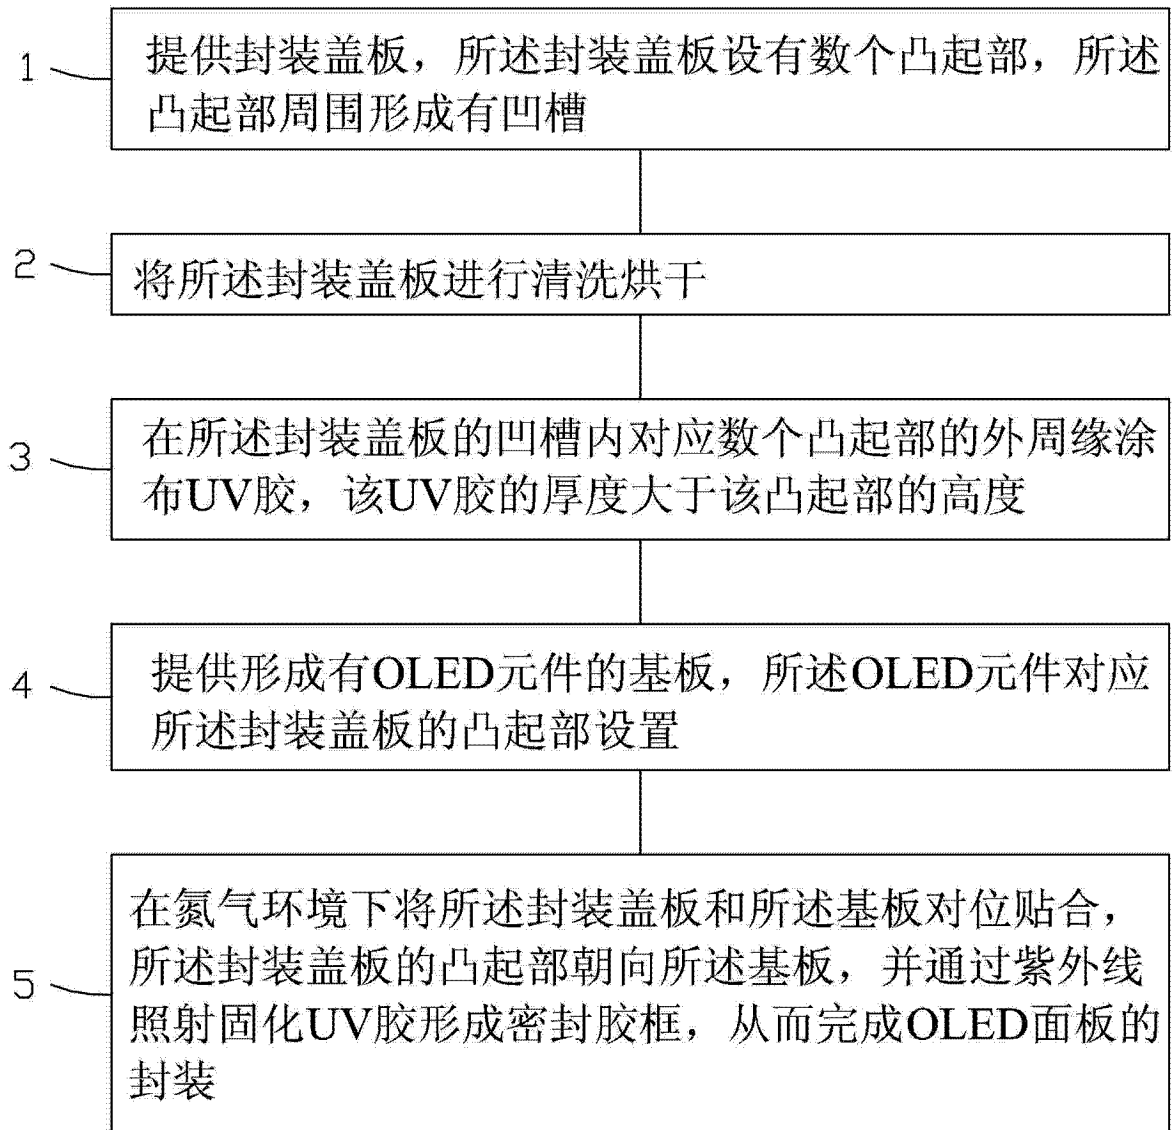 1
提供封装盖板，所述封装盖板设有数个凸起部，所述
凸起部周围形成有凹槽
2
将所述封装盖板进行清洗烘干
3
在所述封装盖板的凹槽内对应数个凸起部的外周缘涂
布UV胶，该UV胶的厚度大于该凸起部的高度
4
提供形成有OLED元件的基板，所述OLED元件对应
所述封装盖板的凸起部设置
5
在氮气环境下将所述封装盖板和所述基板对位贴合，
所述封装盖板的凸起部朝向所述基板，并通过紫外线
照射固化UV胶形成密封胶框，从而完成OLED面板的
封装